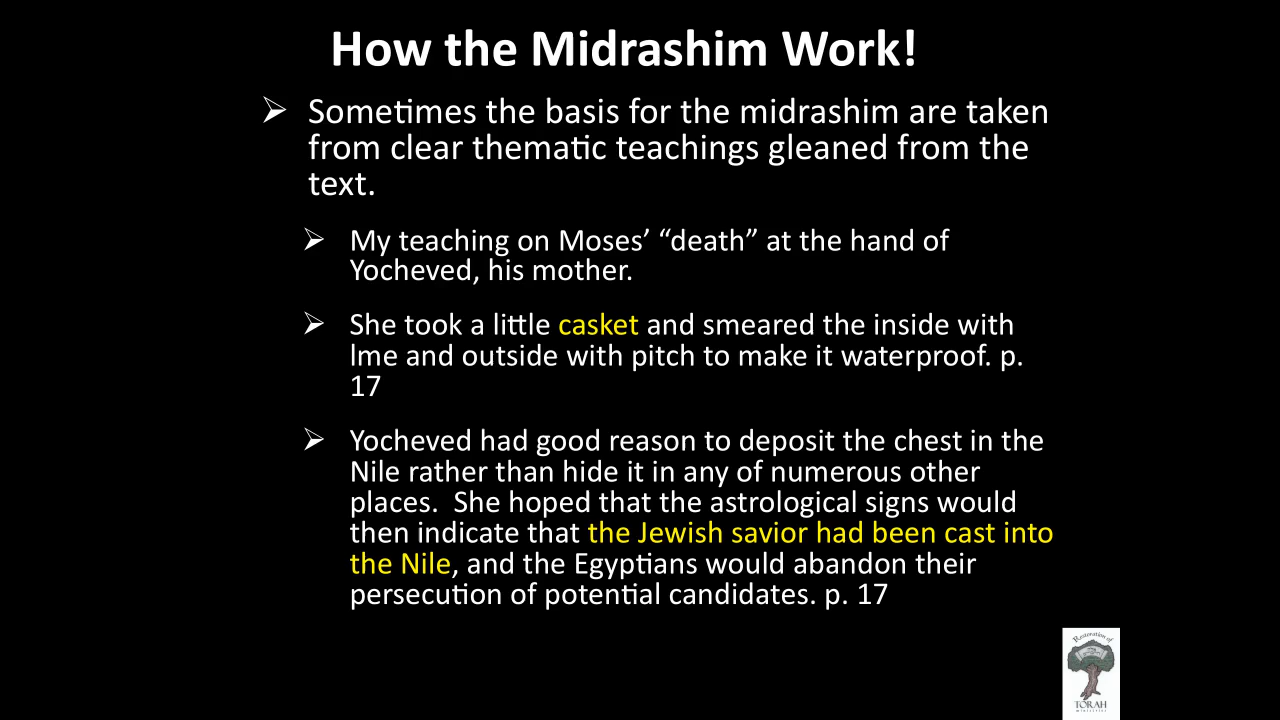 How the Midrashim Work!
➢ Sometimes the basis for the midrashim are taken
from clear thematic teachings gleaned from the
text.
➢ My teaching on Moses’ “death” at the hand of
Yocheved, his mother.
➢ She took a little casket and smeared the inside with
lme and outside with pitch to make it waterproof. p.
17
➢ Yocheved had good reason to deposit the chest in the
Nile rather than hide it in any of numerous other
places.  She hoped that the astrological signs would
then indicate that the Jewish savior had been cast into
the Nile, and the Egyptians would abandon their
persecution of potential candidates. p. 17
Restoration of
TORAH
ministries